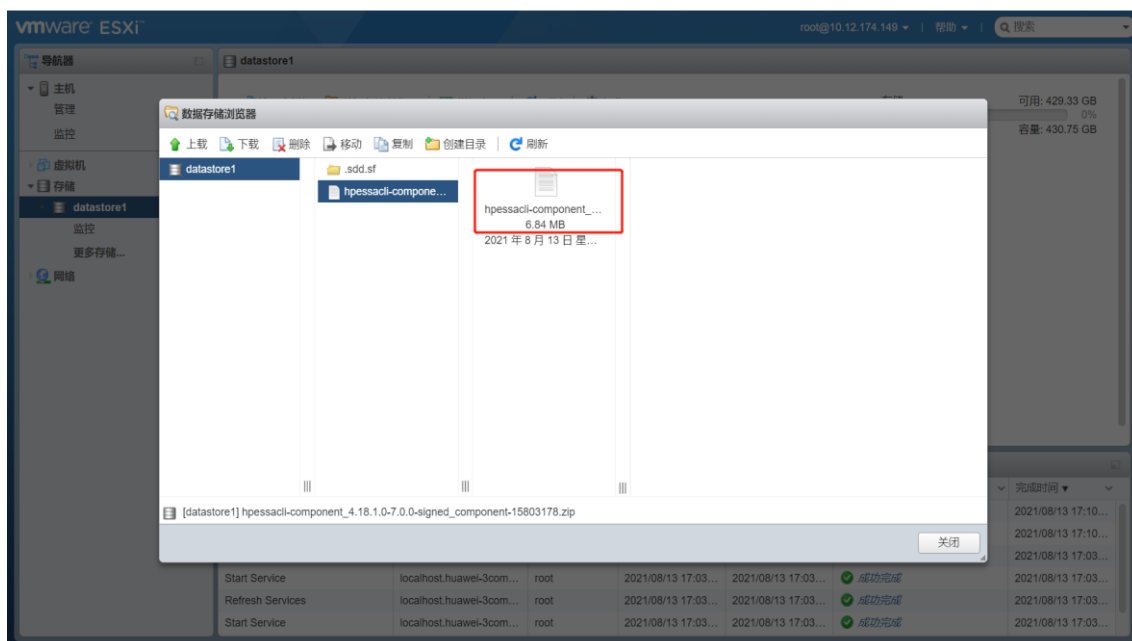 vmware ESXi™
root@10.12.174.149
帮助
搜索
导航器
主机
管理
监控
虚拟机
存储
datastore1
监控
更多存储...
网络
datastore1
可用: 429.33 GB
0%
容量: 430.75 GB
数据存储浏览器
上载 下载 删除 移动 复制 创建目录 刷新
datastore1
.sdd.sf
hpessacli-compone...
hpessacli-component_...
6.84 MB
2021 年 8 月 13 日 星...
[datastore1] hpessacli-component_4.18.1.0-7.0.0-signed_component-15803178.zip
关闭
完成时间
2021/08/13 17:10...
2021/08/13 17:10...
2021/08/13 17:03...
Start Service localhost.huawei-3com... root 2021/08/13 17:03... 2021/08/13 17:03... 成功完成 2021/08/13 17:03...
Refresh Services localhost.huawei-3com... root 2021/08/13 17:03... 2021/08/13 17:03... 成功完成 2021/08/13 17:03...
Start Service localhost.huawei-3com... root 2021/08/13 17:03... 2021/08/13 17:03... 成功完成 2021/08/13 17:03...